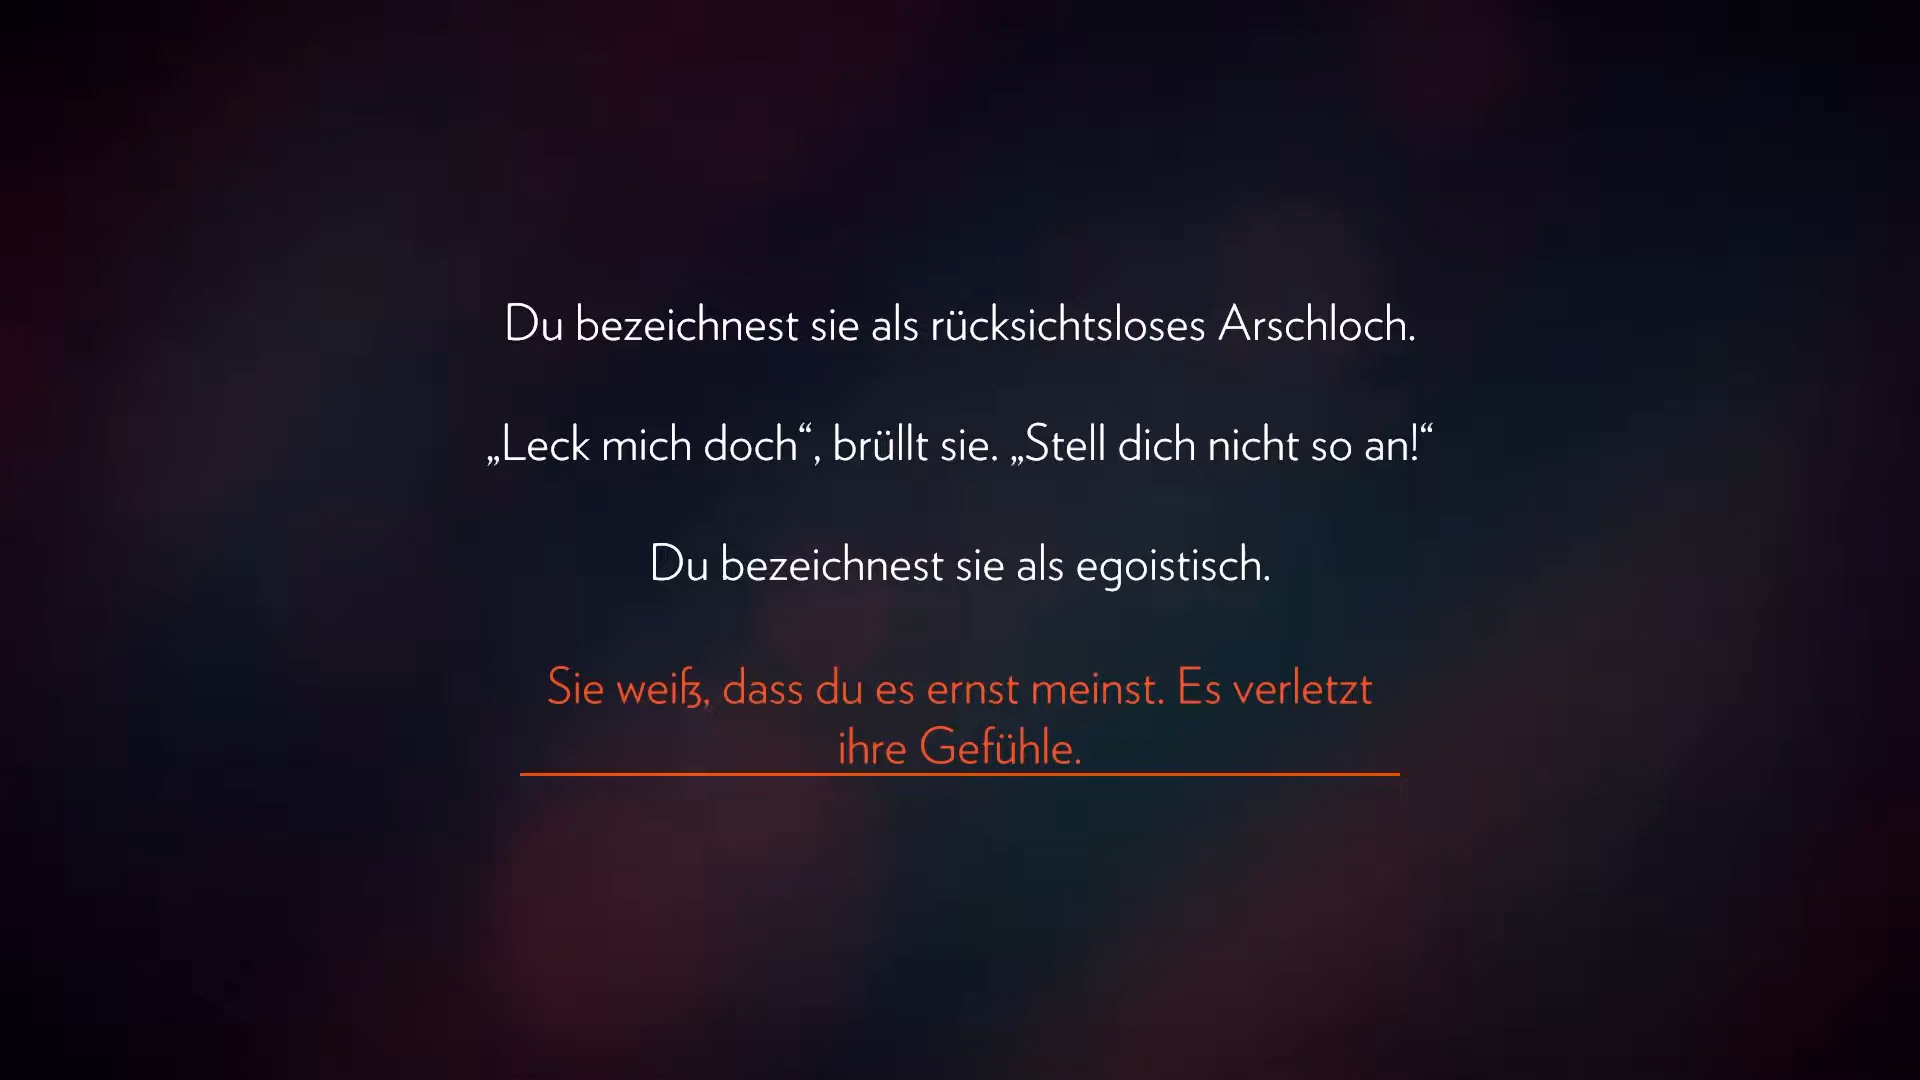 Du bezeichnest sie als rücksichtsloses Arschloch.
„Leck mich doch“, brüllt sie. „Stell dich nicht so an!“
Du bezeichnest sie als egoistisch.
Sie weiß, dass du es ernst meinst. Es verletzt
ihre Gefühle.